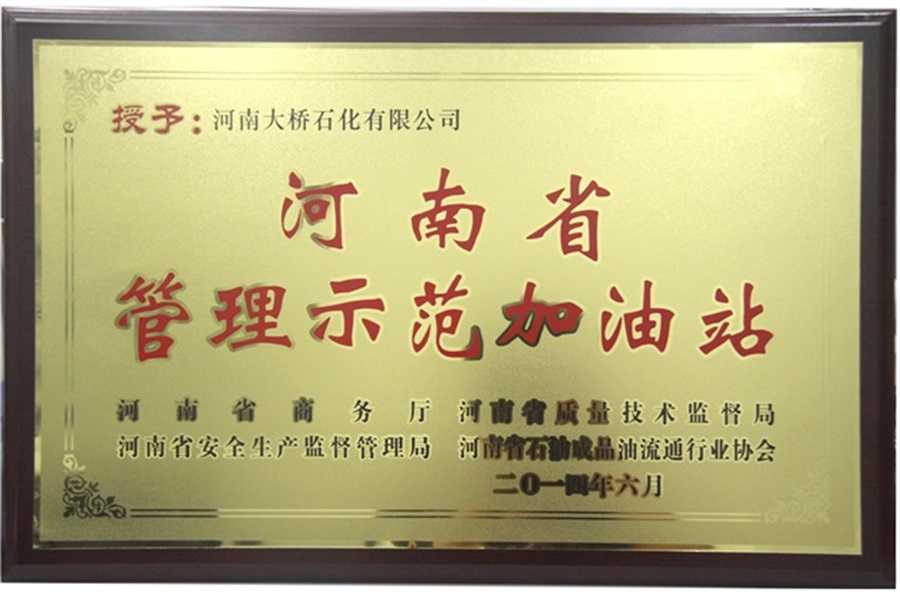 授予：河南大桥石化有限公司
河南省
管理示范加油站
河南省商务厅 河南省质量技术监督局
河南省安全生产监督管理局 河南省石油成品油流通行业协会
二0一四年六月